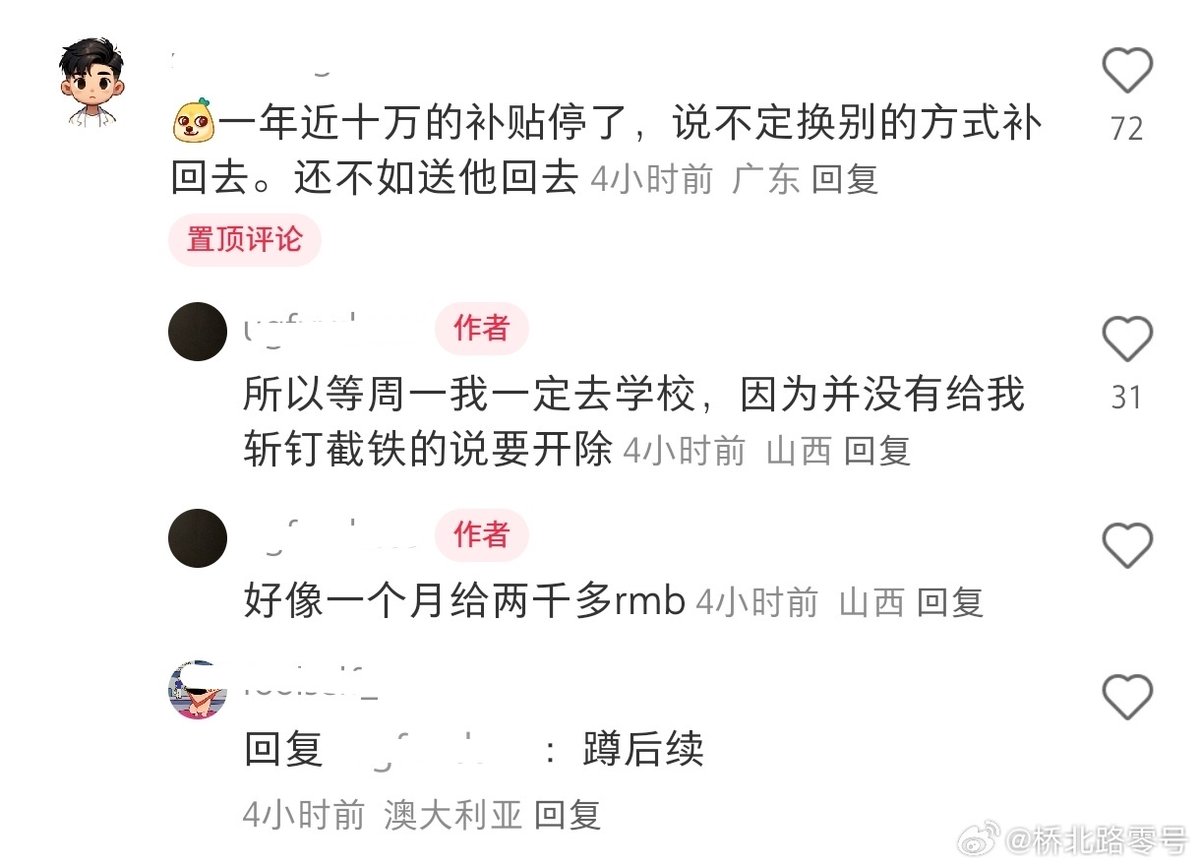 一年近十万的补贴停了，说不定换别的方式补
回去。还不如送他回去 4小时前 广东 回复
72
置顶评论
作者
所以等周一我一定去学校，因为并没有给我
斩钉截铁的说要开除 4小时前 山西 回复
31
作者
好像一个月给两千多rmb 4小时前 山西 回复
回复 ：蹲后续
4小时前 澳大利亚 回复
@桥北路零号